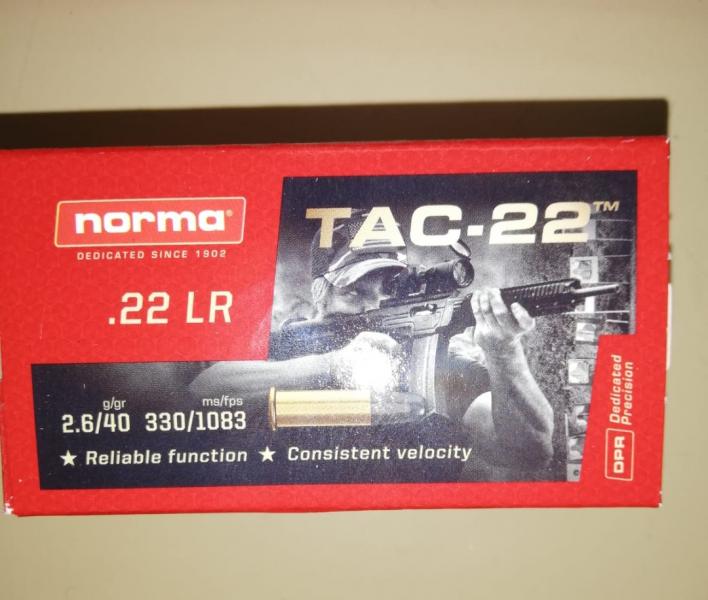 norma®
DEDICATED SINCE 1902
TAC-22™
.22 LR
g/gr ms/fps
2.6/40 330/1083
★ Reliable function ★ Consistent velocity
DPR Dedicated
Precision